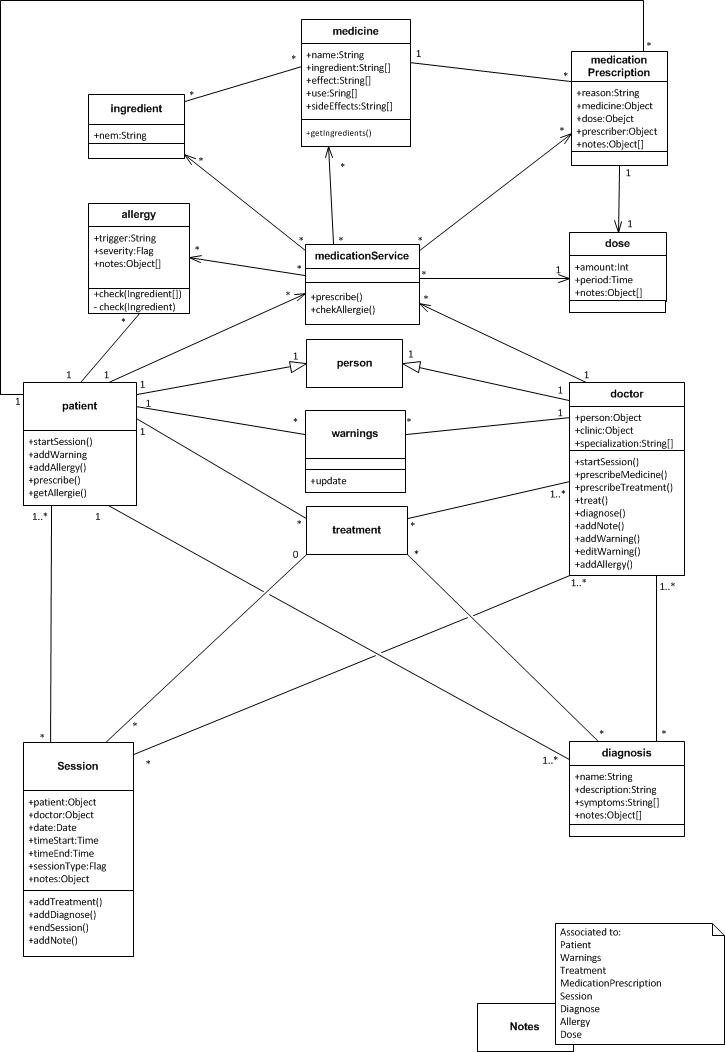 medicine
+name:String
+ingredient:String[]
+effect:String[]
+use:Sring[]
+sideEffects:String[]
+getIngredients()
1
*
*
*
medication
Prescription
+reason:String
+medicine:Object
+dose:Obejct
+prescriber:Object
+notes:Object[]
ingredient
+nem:String
*
*
*
*
1
allergy
+trigger:String
+severity:Flag
+notes:Object[]
+check(Ingredient[])
- check(Ingredient)
*
*
*
*
*
*
medicationService
+prescribe()
+chekAllergie()
*
*
*
1
1
dose
+amount:Int
+period:Time
+notes:Object[]
*
1
1
1
person
1
1
1
1
1
patient
+startSession()
+addWarning
+addAllergy()
+prescribe()
+getAllergie()
1
1
1
doctor
+person:Object
+clinic:Object
+specialization:String[]
+startSession()
+prescribeMedicine()
+prescribeTreatment()
+treat()
+diagnose()
+addNote()
+addWarning()
+editWarning()
+addAllergy()
*
warnings
+update
*
1
1..*
1..*
1
*
treatment
*
0
*
1..*
1..*
*
*
*
*
*
1..*
Session
+patient:Object
+doctor:Object
+date:Date
+timeStart:Time
+timeEnd:Time
+sessionType:Flag
+notes:Object
+addTreatment()
+addDiagnose()
+endSession()
+addNote()
diagnosis
+name:String
+description:String
+symptoms:String[]
+notes:Object[]
Notes
Associated to:
Patient
Warnings
Treatment
MedicationPrescription
Session
Diagnose
Allergy
Dose